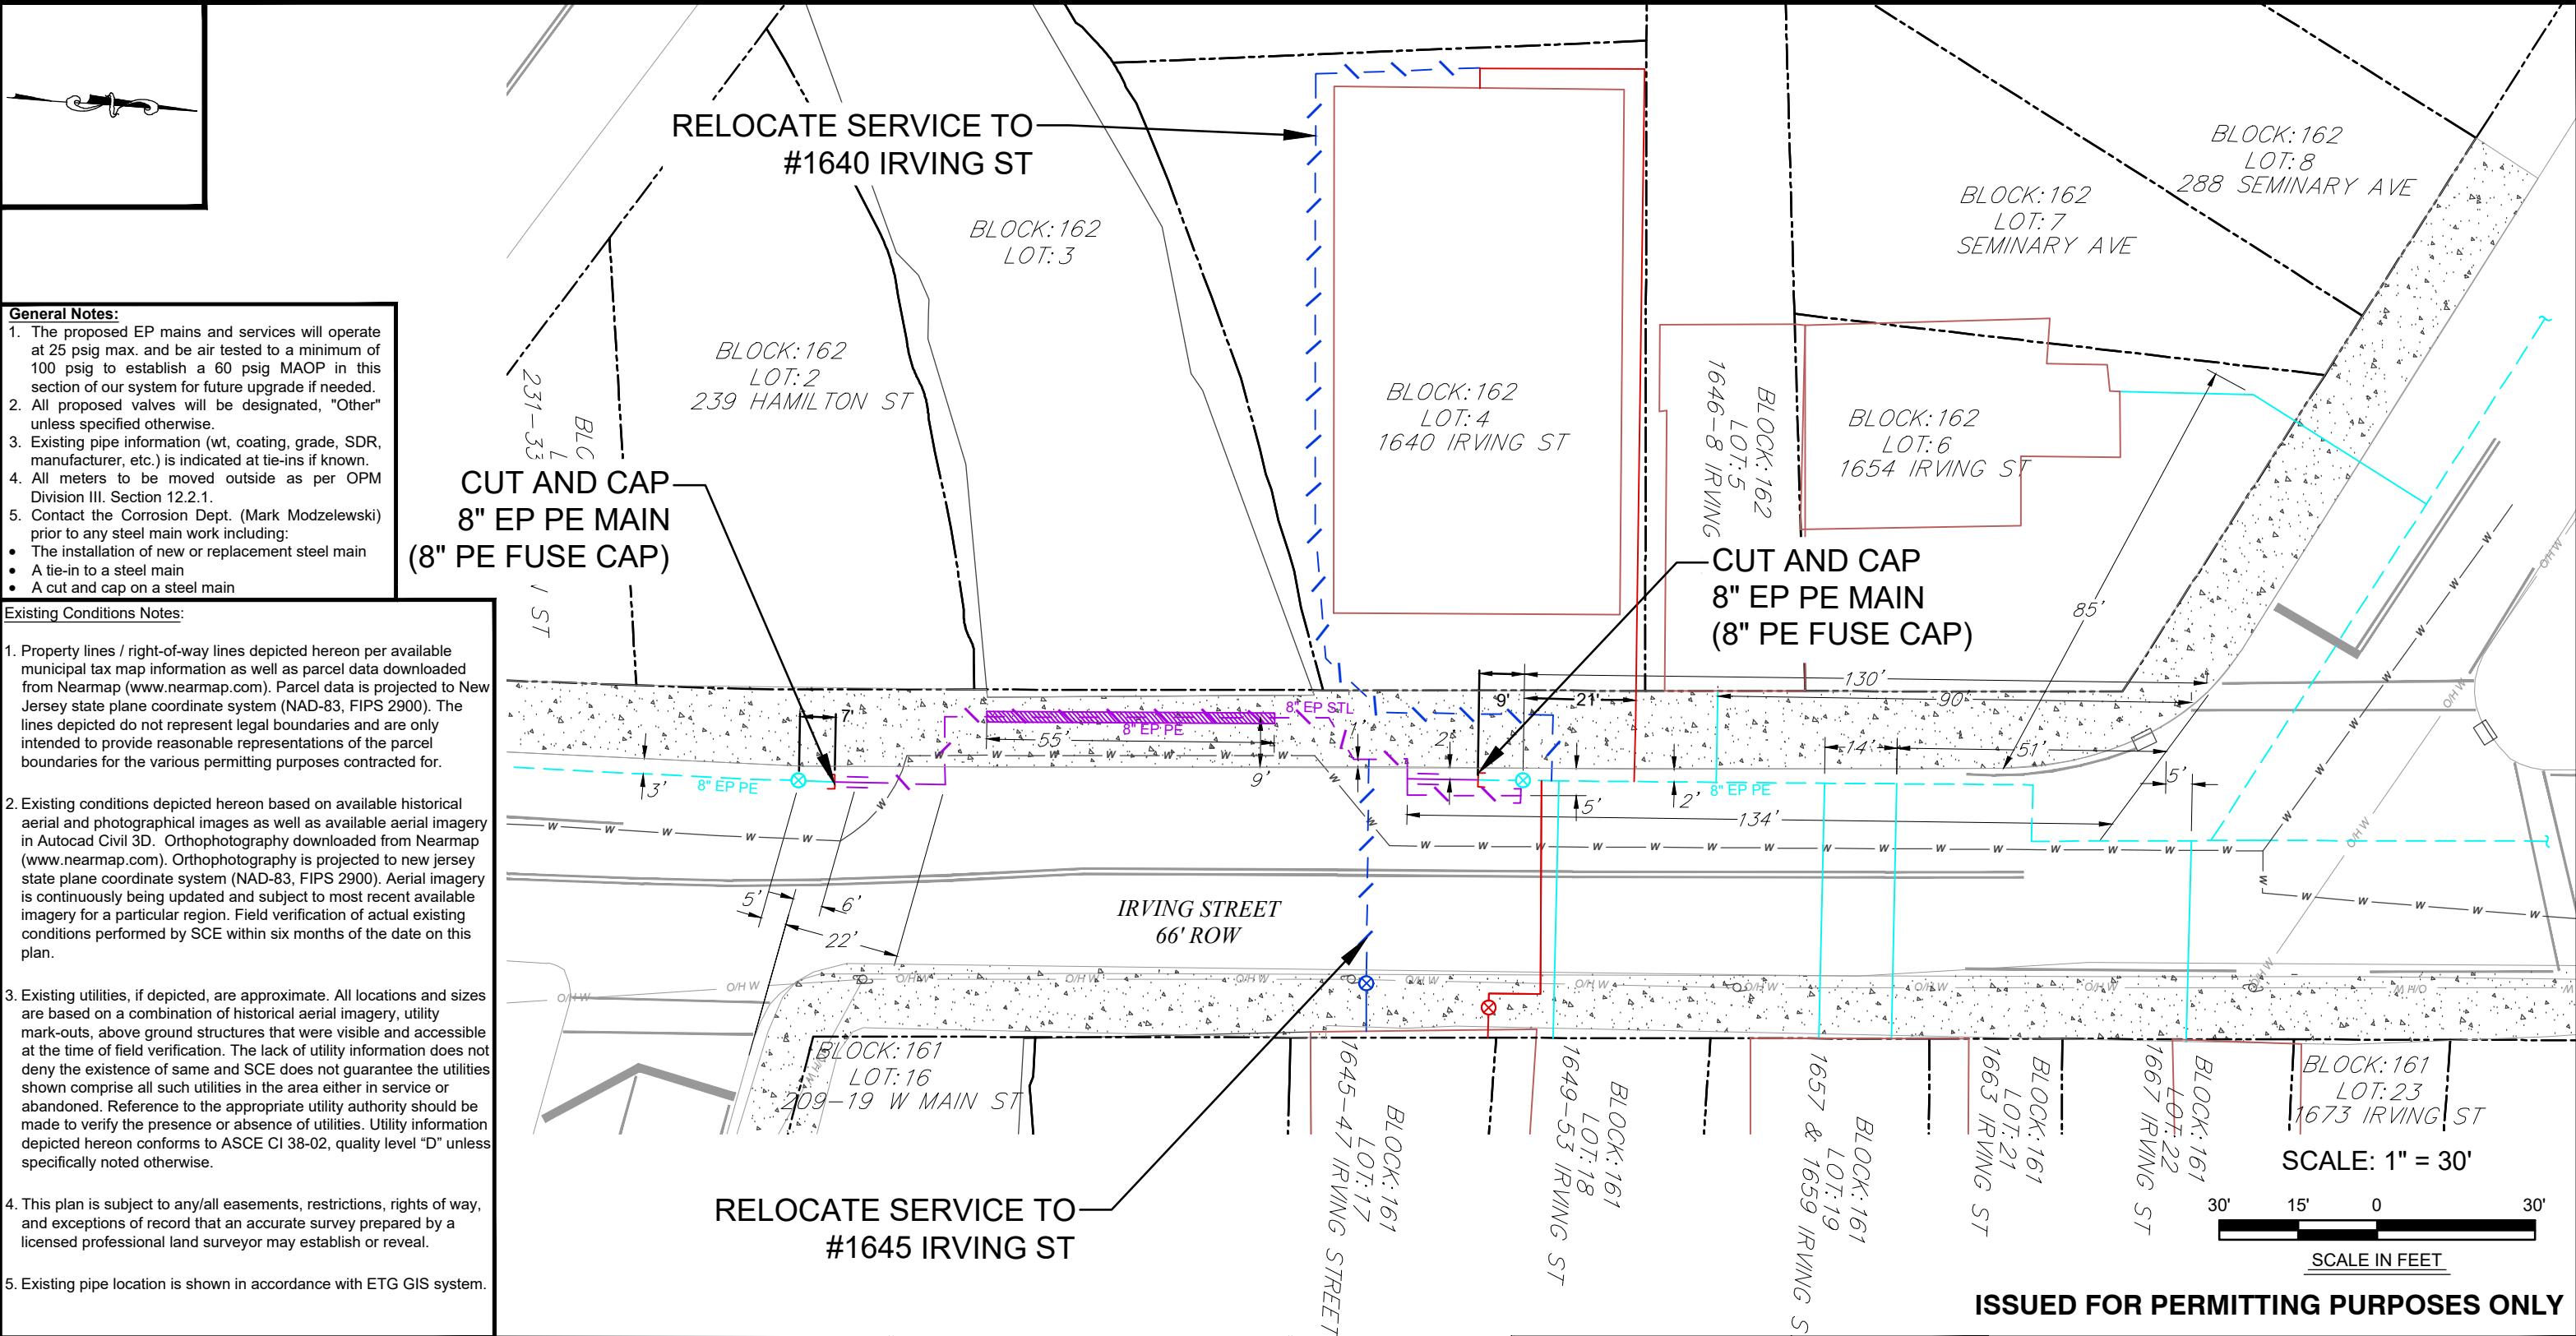 General Notes:
1. The proposed EP mains and services will operate
at 25 psig max. and be air tested to a minimum of
100 psig to establish a 60 psig MAOP in this
section of our system for future upgrade if needed.
2. All proposed valves will be designated, "Other"
unless specified otherwise.
3. Existing pipe information (wt, coating, grade, SDR,
manufacturer, etc.) is indicated at tie-ins if known.
4. All meters to be moved outside as per OPM
Division III. Section 12.2.1.
5. Contact the Corrosion Dept. (Mark Modzelewski)
prior to any steel main work including:
• The installation of new or replacement steel main
• A tie-in to a steel main
• A cut and cap on a steel main
Existing Conditions Notes:
1. Property lines / right-of-way lines depicted hereon per available
municipal tax map information as well as parcel data downloaded
from Nearmap (www.nearmap.com). Parcel data is projected to New
Jersey state plane coordinate system (NAD-83, FIPS 2900). The
lines depicted do not represent legal boundaries and are only
intended to provide reasonable representations of the parcel
boundaries for the various permitting purposes contracted for.
2. Existing conditions depicted hereon based on available historical
aerial and photographical images as well as available aerial imagery
in Autocad Civil 3D. Orthophotography downloaded from Nearmap
(www.nearmap.com). Orthophotography is projected to new jersey
state plane coordinate system (NAD-83, FIPS 2900). Aerial imagery
is continuously being updated and subject to most recent available
imagery for a particular region. Field verification of actual existing
conditions performed by SCE within six months of the date on this
plan.
3. Existing utilities, if depicted, are approximate. All locations and sizes
are based on a combination of historical aerial imagery, utility
mark-outs, above ground structures that were visible and accessible
at the time of field verification. The lack of utility information does not
deny the existence of same and SCE does not guarantee the utilities
shown comprise all such utilities in the area either in service or
abandoned. Reference to the appropriate utility authority should be
made to verify the presence or absence of utilities. Utility information
depicted hereon conforms to ASCE CI 38-02, quality level “D” unless
specifically noted otherwise.
4. This plan is subject to any/all easements, restrictions, rights of way,
and exceptions of record that an accurate survey prepared by a
licensed professional land surveyor may establish or reveal.
5. Existing pipe location is shown in accordance with ETG GIS system.
RELOCATE SERVICE TO
#1640 IRVING ST
BLOCK:162
LOT:3
BLOCK:162
LOT:2
239 HAMILTON ST
231-33
BLC
L
N ST
CUT AND CAP
8" EP PE MAIN
(8" PE FUSE CAP)
BLOCK:162
LOT:4
1640 IRVING ST
BLOCK:162
LOT:5
1646-8 IRVING
BLOCK:162
LOT:6
1654 IRVING ST
BLOCK:162
LOT:7
SEMINARY AVE
BLOCK:162
LOT:8
288 SEMINARY AVE
CUT AND CAP
8" EP PE MAIN
(8" PE FUSE CAP)
85'
130'
9'
21'
90'
7'
8" EP STL
8" EP PE
55'
1'
2'
14'
51'
5'
3'
8" EP PE
9'
5'
2'
8" EP PE
134'
5'
6'
22'
IRVING STREET
66' ROW
W
O/H W
BLOCK:161
LOT:16
209-19 W MAIN ST
BLOCK:161
LOT:17
1645-47 IRVING STREET
BLOCK:161
LOT:18
1649-53 IRVING ST
BLOCK:161
LOT:19
1657 & 1659 IRVING S
BLOCK:161
LOT:21
1663 IRVING ST
BLOCK:161
LOT:22
1667 IRVING ST
BLOCK:161
LOT:23
1673 IRVING ST
RELOCATE SERVICE TO
#1645 IRVING ST
SCALE: 1" = 30'
30' 15' 0 30'
SCALE IN FEET
ISSUED FOR PERMITTING PURPOSES ONLY